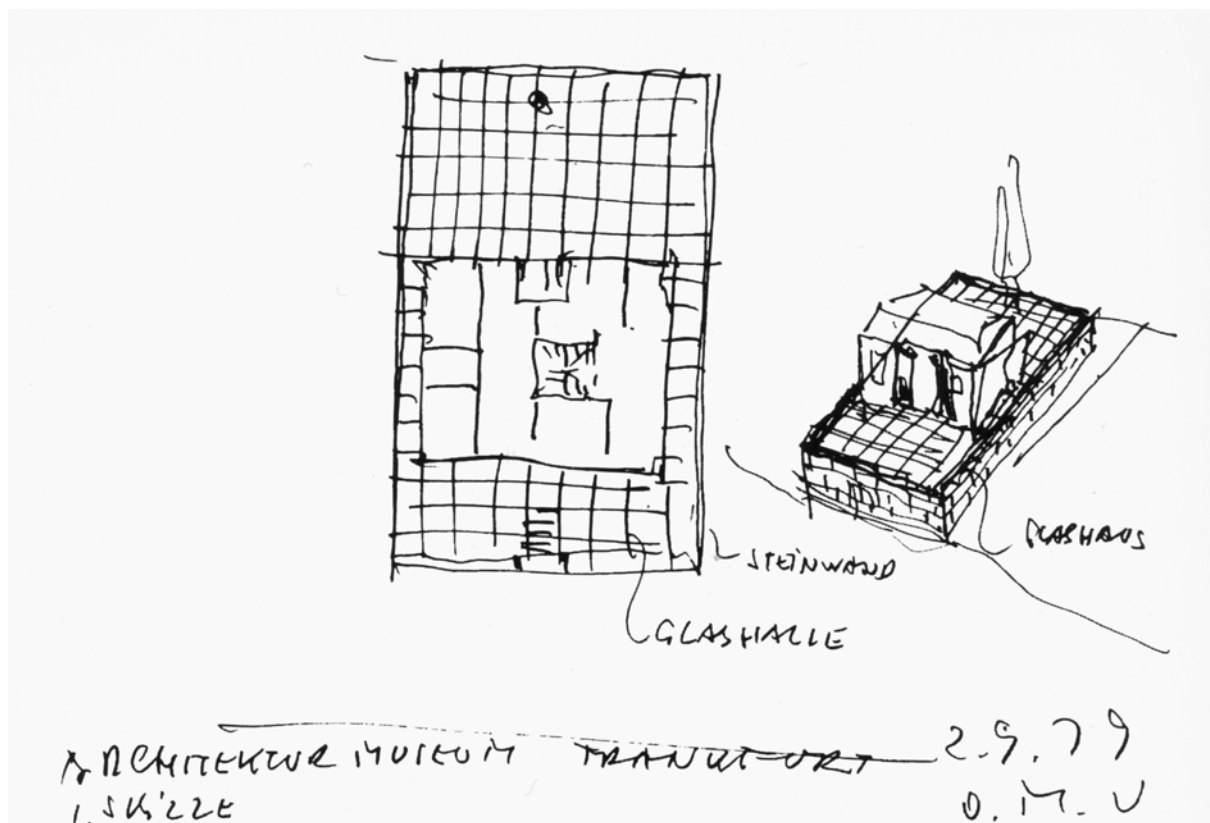 GLASHAUS
STEINWAND
GLASHALLE
ARCHITEKTUR MUSEUM FRANKFURT 2.9.79
1. SKIZZE O.M.U